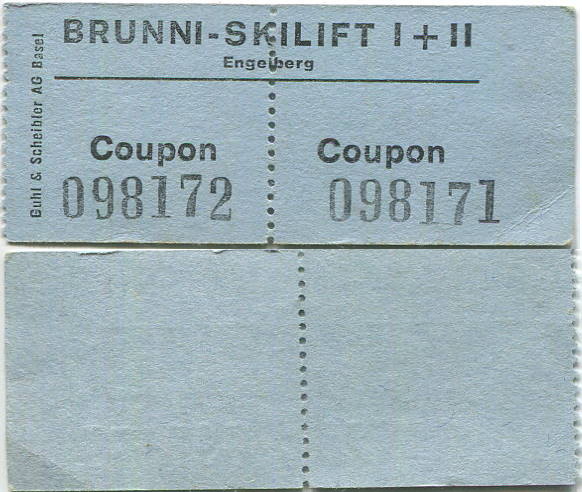 BRUNNI-SKILIFT I + II
Engelberg
Guhl & Scheibler AG Basel
Coupon Coupon
098172 098171